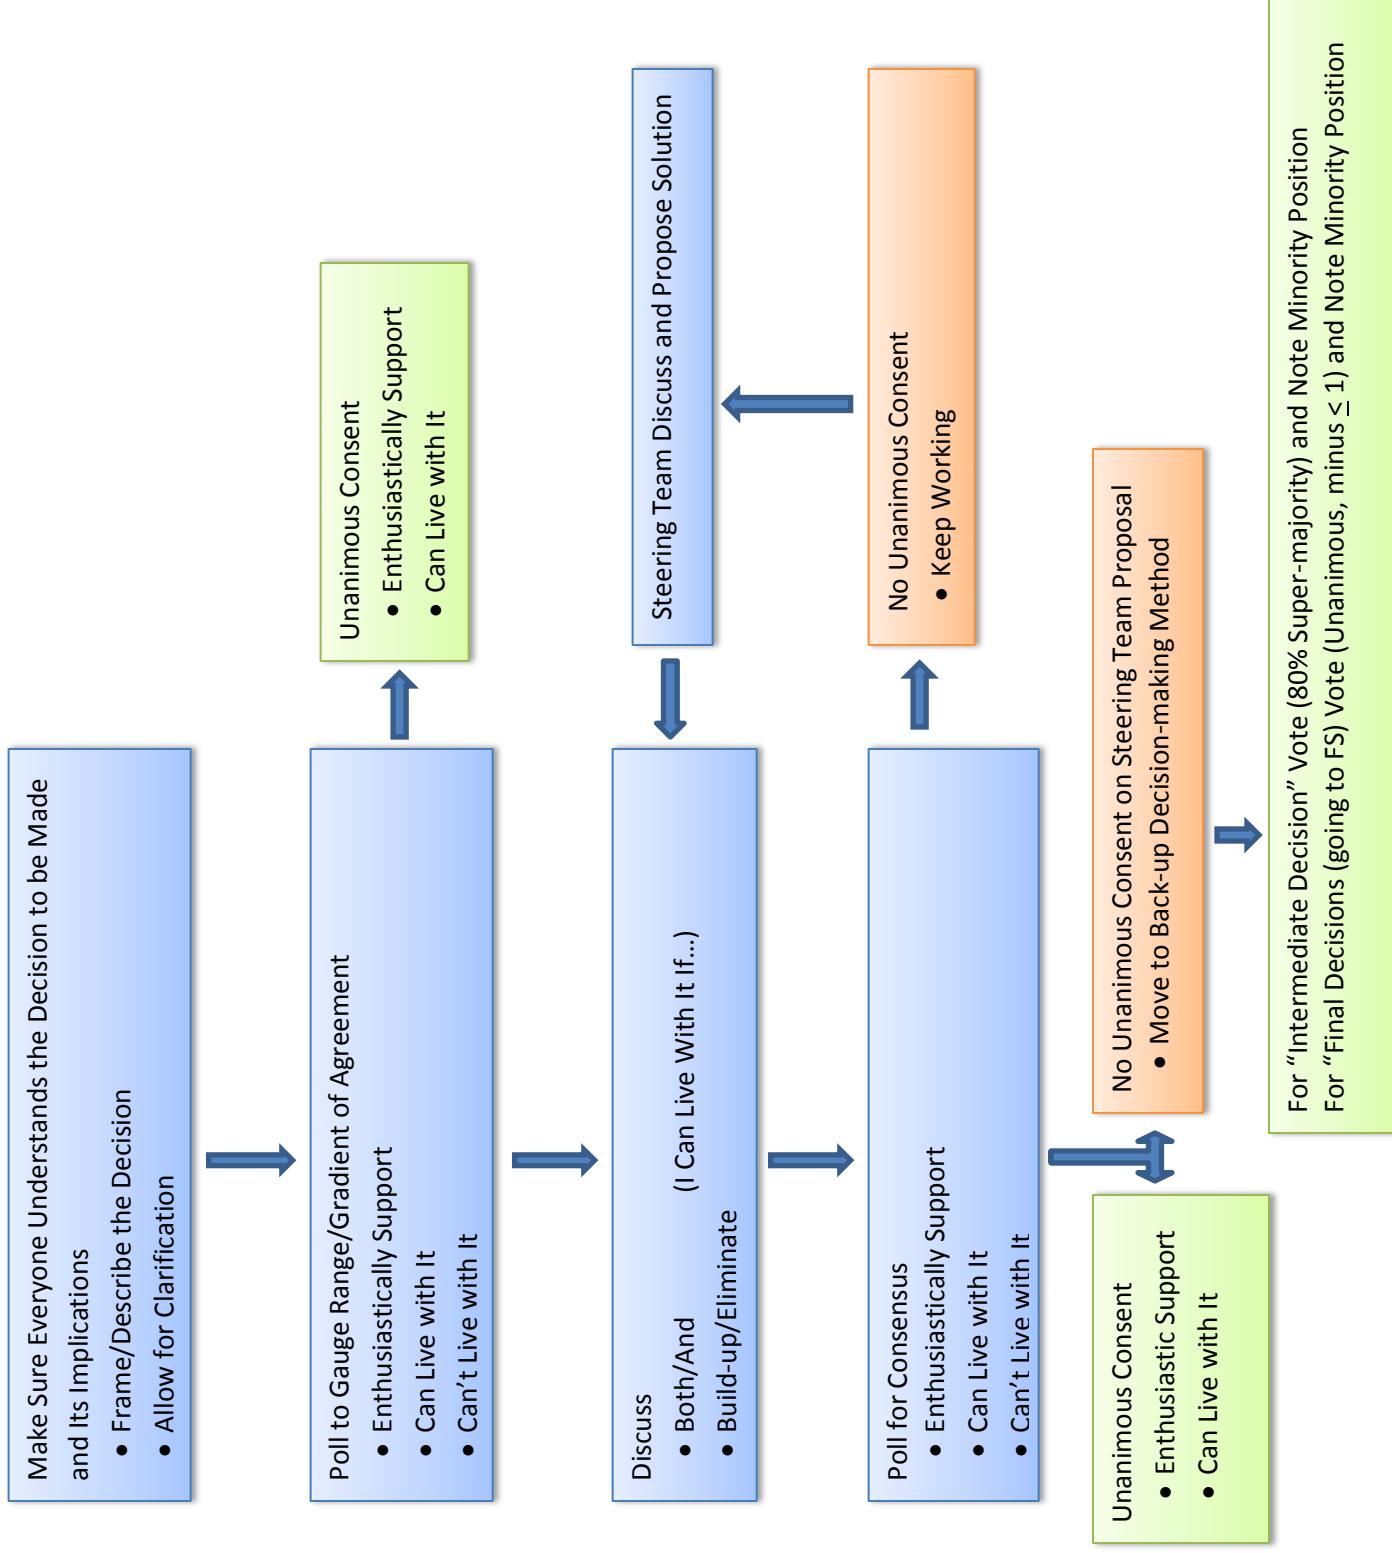 Make Sure Everyone Understands the Decision to be Made
and Its Implications
• Frame/Describe the Decision
• Allow for Clarification
Poll to Gauge Range/Gradient of Agreement
• Enthusiastically Support
• Can Live with It
• Can’t Live with It
Unanimous Consent
• Enthusiastically Support
• Can Live with It
Discuss
• Both/And (I Can Live With It If…)
• Build-up/Eliminate
Steering Team Discuss and Propose Solution
Poll for Consensus
• Enthusiastically Support
• Can Live with It
• Can’t Live with It
No Unanimous Consent
• Keep Working
Unanimous Consent
• Enthusiastic Support
• Can Live with It
No Unanimous Consent on Steering Team Proposal
• Move to Back-up Decision-making Method
For “Intermediate Decision” Vote (80% Super-majority) and Note Minority Position
For “Final Decisions (going to FS) Vote (Unanimous, minus ≤ 1) and Note Minority Position